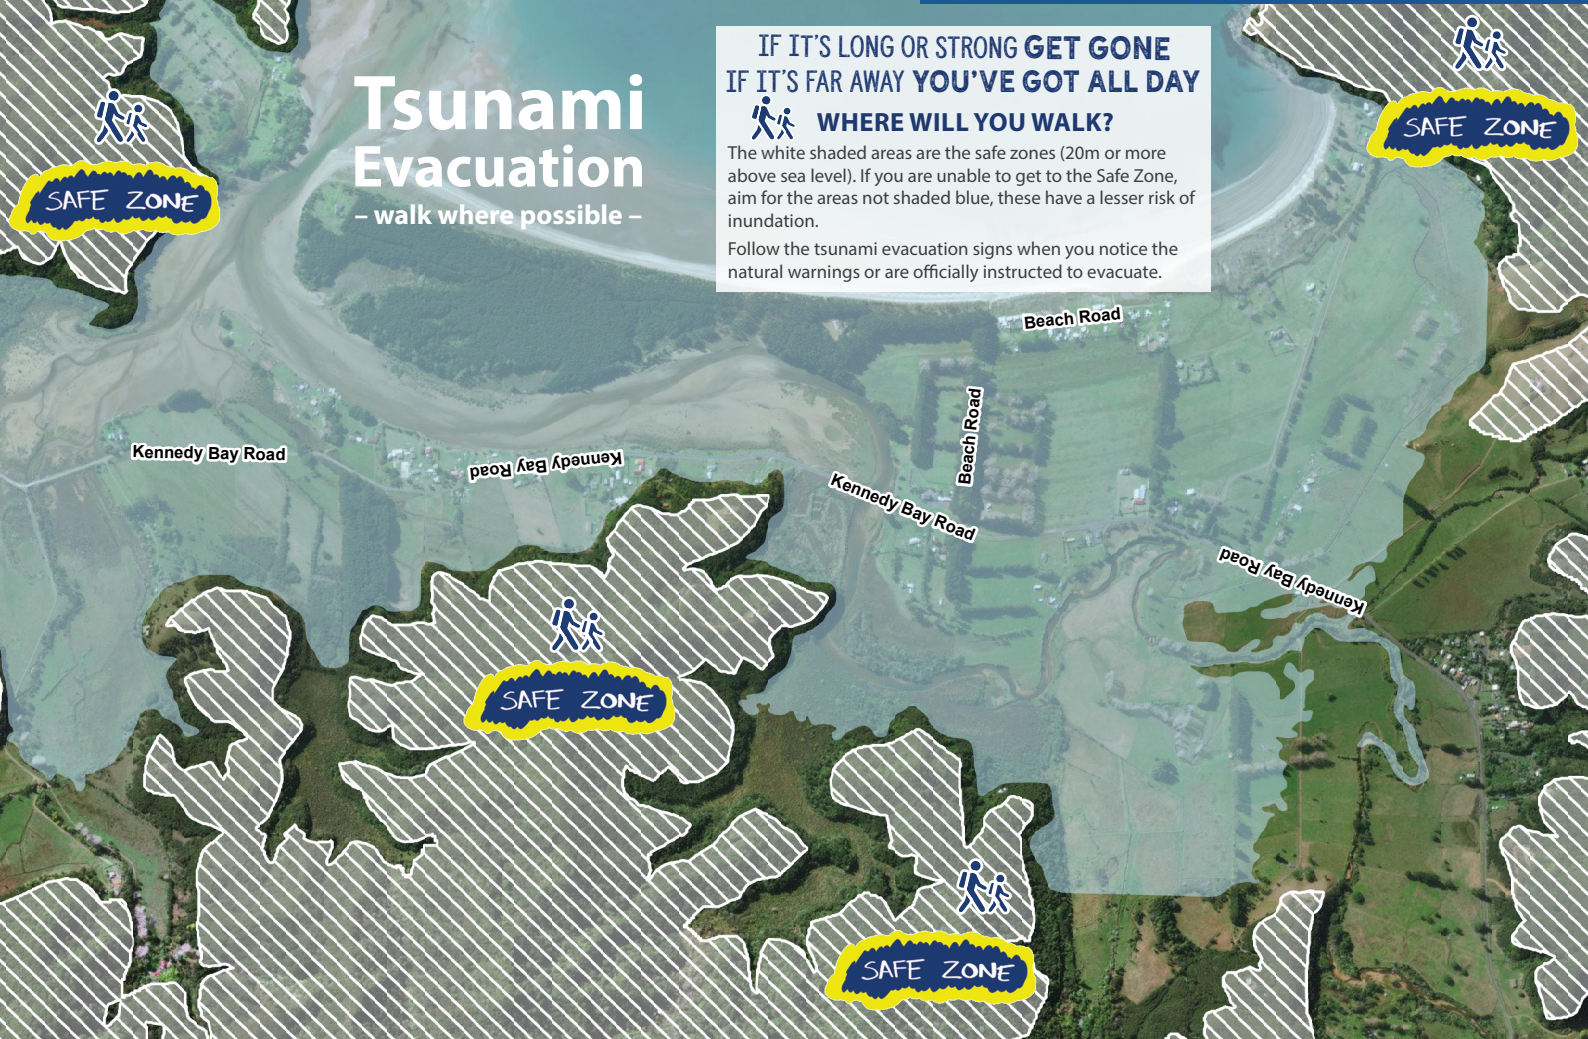 Tsunami
Evacuation
– walk where possible –
IF IT'S LONG OR STRONG GET GONE
IF IT'S FAR AWAY YOU'VE GOT ALL DAY
WHERE WILL YOU WALK?
The white shaded areas are the safe zones (20m or more
above sea level). If you are unable to get to the Safe Zone,
aim for the areas not shaded blue, these have a lesser risk of
inundation.
Follow the tsunami evacuation signs when you notice the
natural warnings or are officially instructed to evacuate.
SAFE ZONE
SAFE ZONE
Beach Road
Beach Road
Kennedy Bay Road
Kennedy Bay Road
Kennedy Bay Road
Kennedy Bay Road
SAFE ZONE
SAFE ZONE